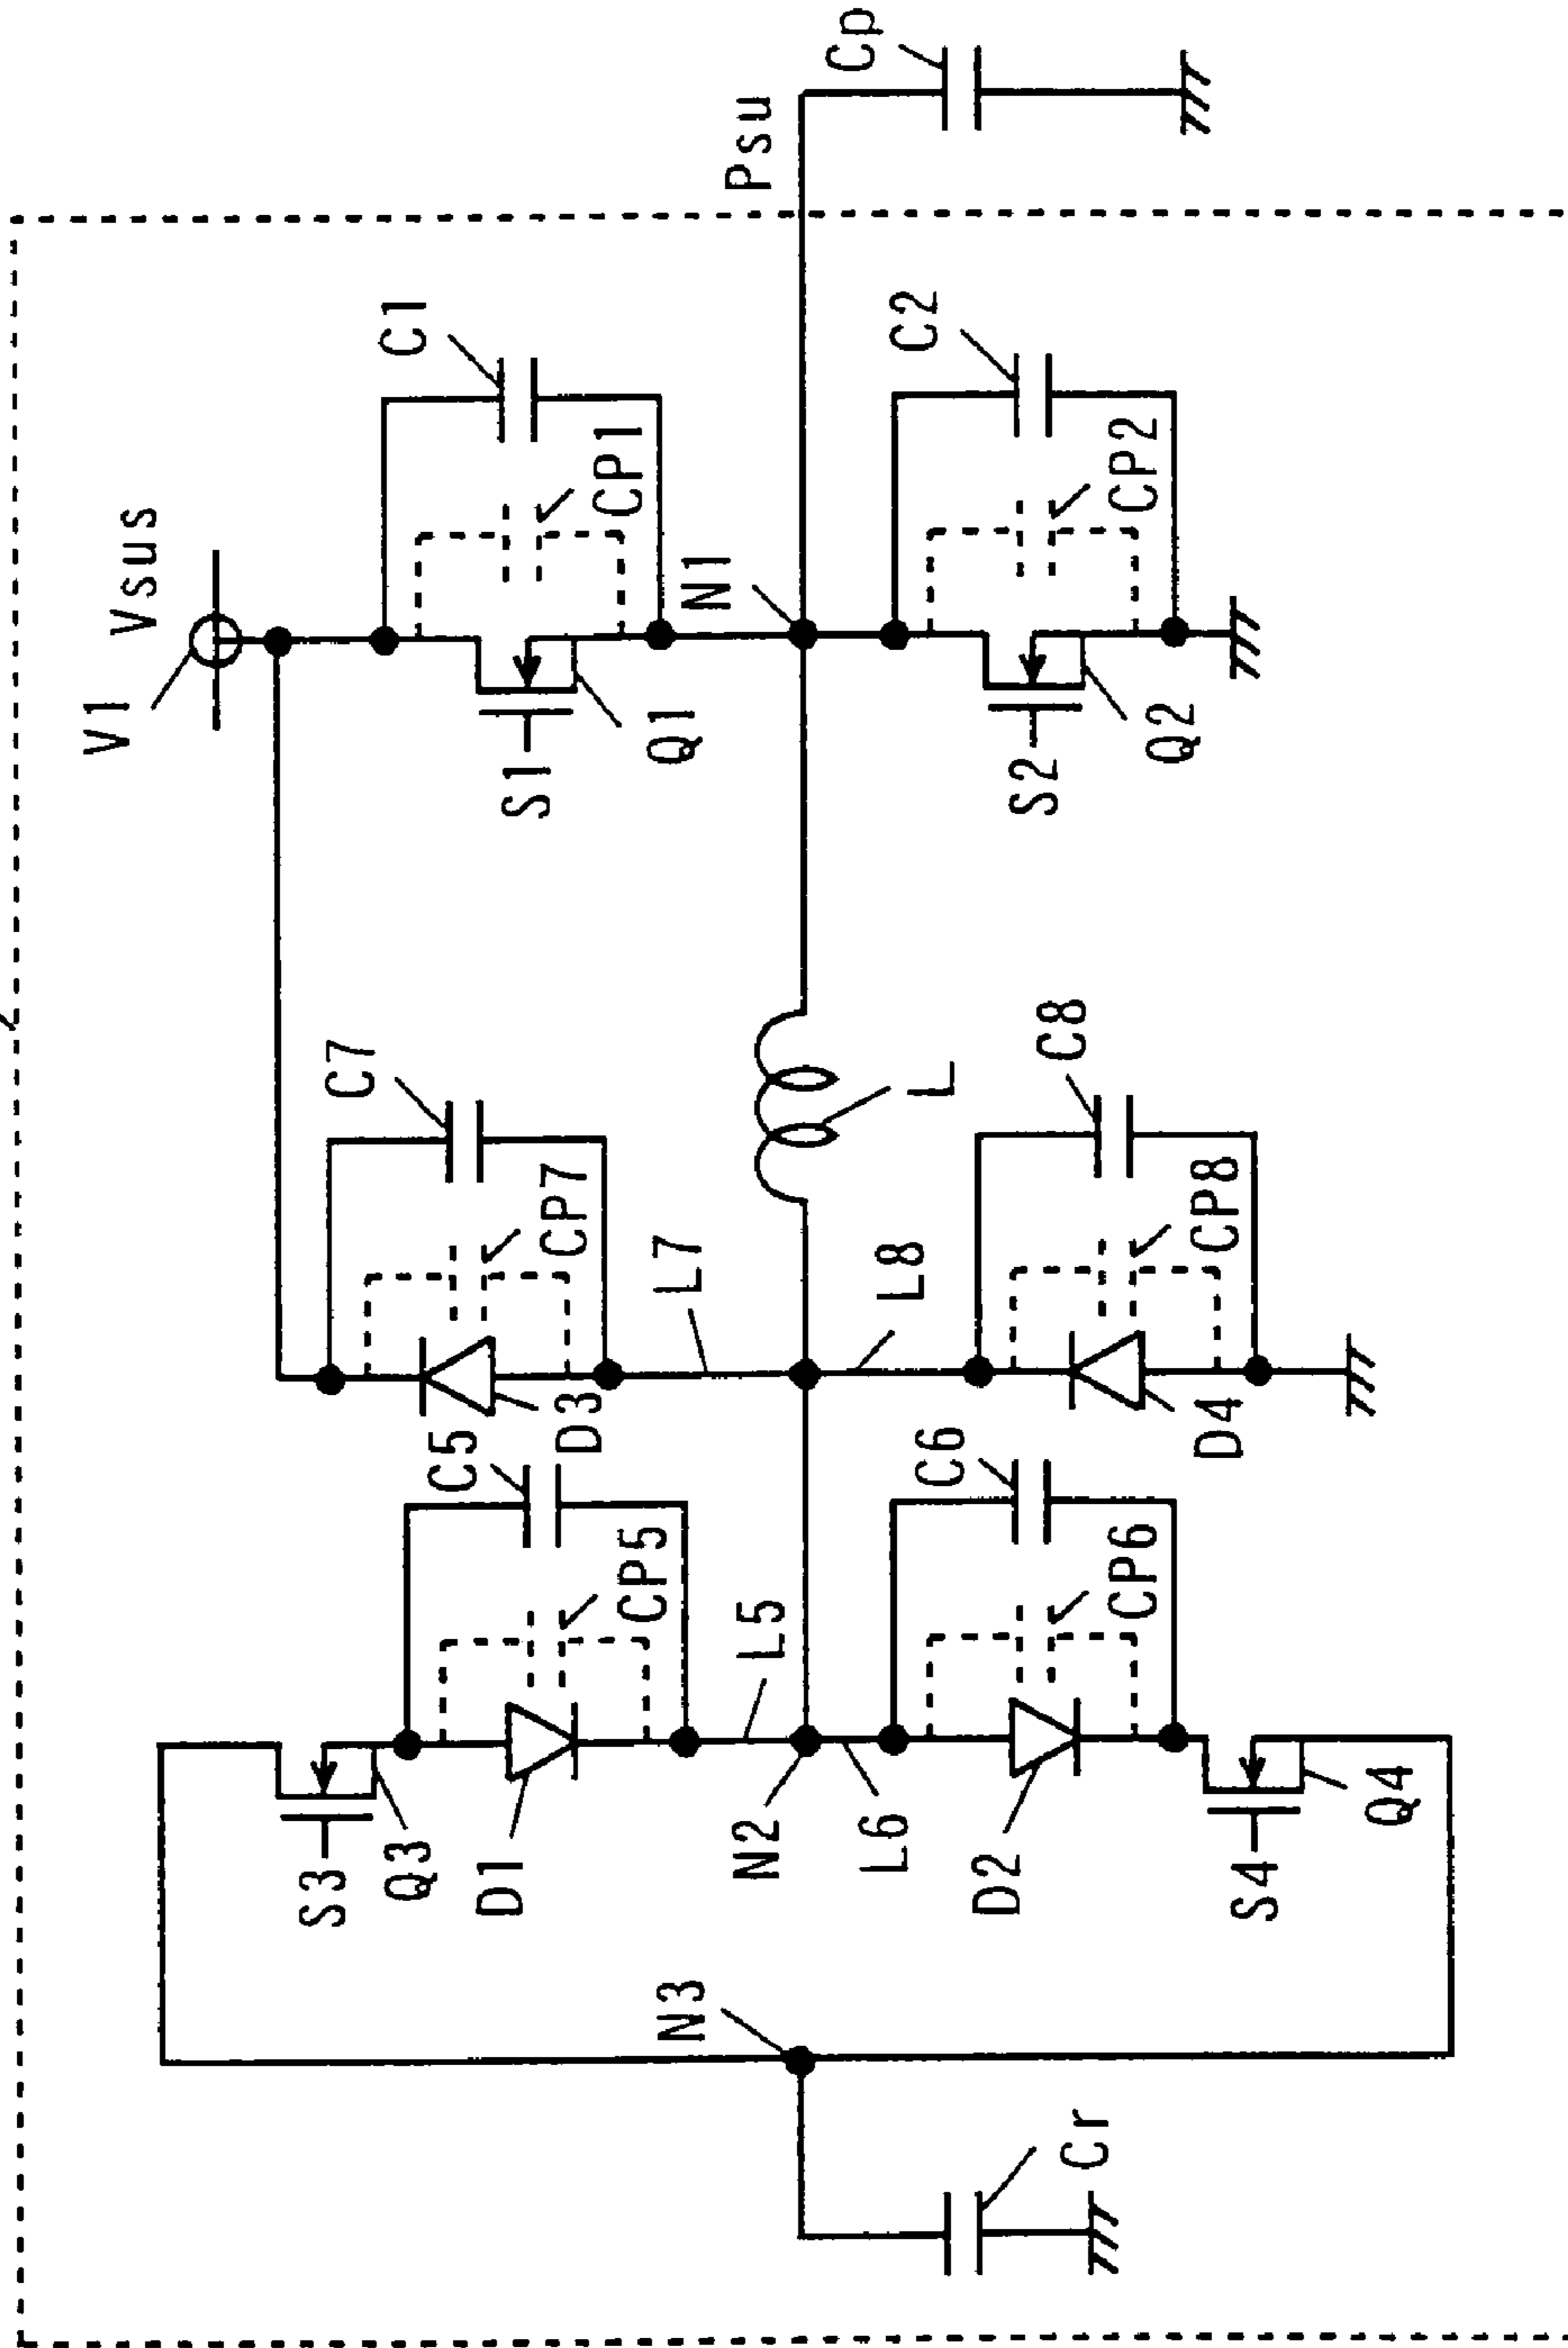 V1
Vsus
Psu
Cp
C1
CP1
S1
Q1
N1
C2
CP2
S2
Q2
C7
CP7
D3
L7
L
L8
C8
CP8
D4
C5
CP5
S3
Q3
D1
L5
N2
L6
C6
CP6
D2
S4
Q4
N3
Cr